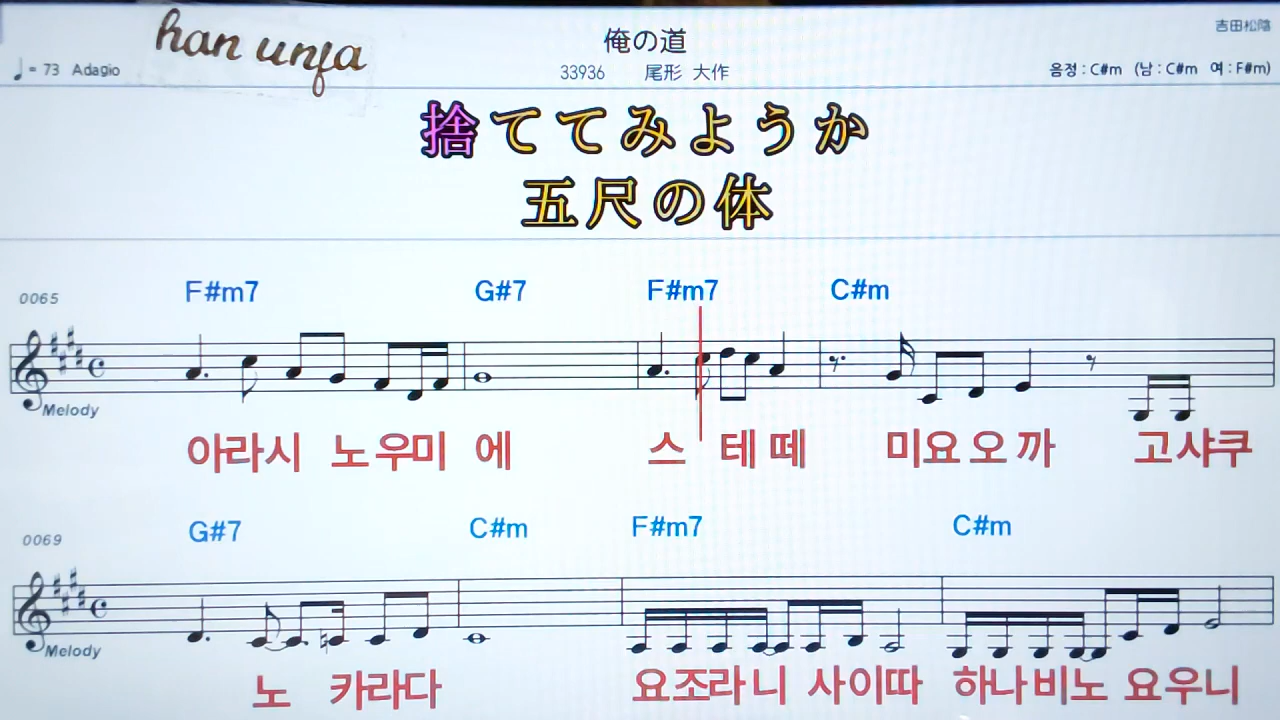 han unja
俺の道
吉田松陰
♩= 73 Adagio
33936 尾形 大作
음정 : C#m (남 : C#m 여 : F#m)
捨ててみようか
五尺の体
0065
F#m7 G#7 F#m7 C#m
Melody
아라시 노우미 에 스 테 떼 미요 오 까 고샤쿠
0069
G#7 C#m F#m7 C#m
Melody
노 카라다 요조라니 사이따 하나비노 요우니